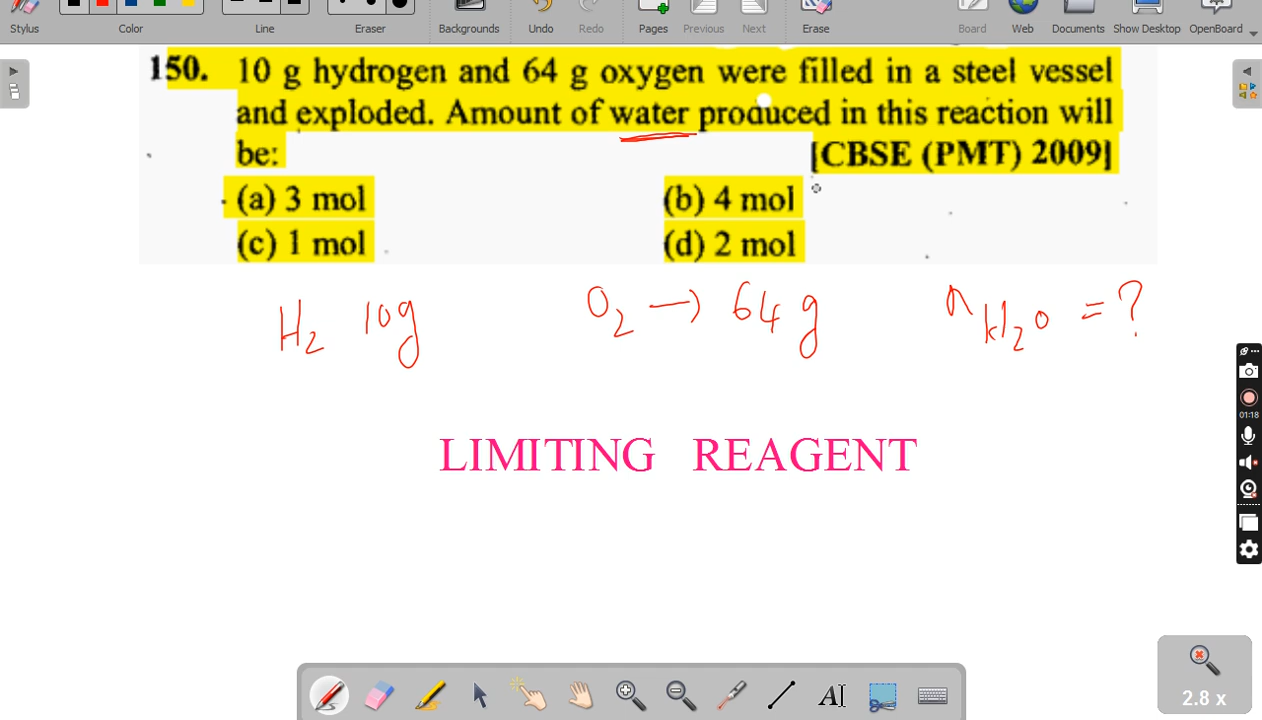 Stylus Color Line Eraser Backgrounds Undo Redo Pages Previous Next Erase Board Web Documents Show Desktop OpenBoard
150. 10 g hydrogen and 64 g oxygen were filled in a steel vessel
and exploded. Amount of water produced in this reaction will
be: [CBSE (PMT) 2009]
(a) 3 mol (b) 4 mol
(c) 1 mol (d) 2 mol
H2 10g O2 → 64 g nH2O = ?
01:18
LIMITING REAGENT
2.8 x